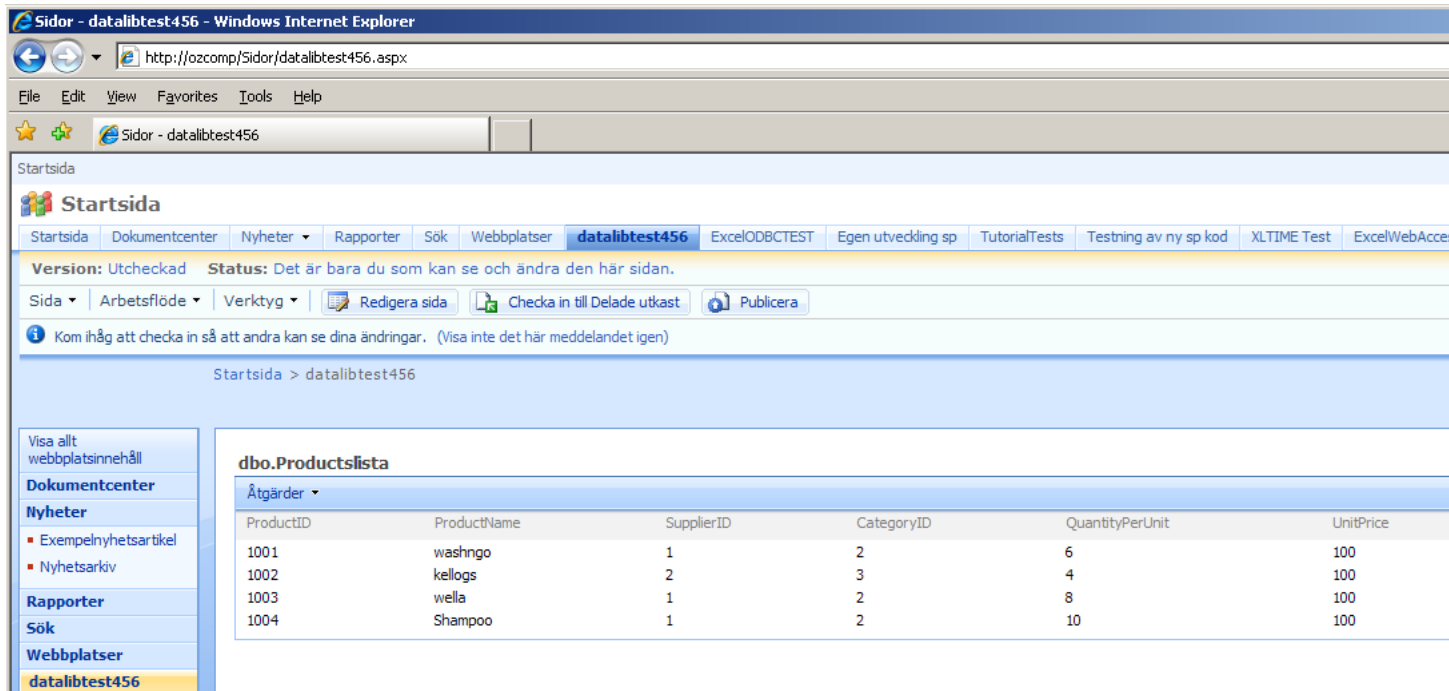 Sidor - datalibtest456 - Windows Internet Explorer
http://ozcomp/Sidor/datalibtest456.aspx
File Edit View Favorites Tools Help
Sidor - datalibtest456
Startsida
Startsida
Startsida Dokumentcenter Nyheter Rapporter Sök Webbplatser datalibtest456 ExcelODBCTEST Egen utveckling sp TutorialTests Testning av ny sp kod XLTIME Test ExcelWebAcces
Version: Utcheckad Status: Det är bara du som kan se och ändra den här sidan.
Sida Arbetsflöde Verktyg Redigera sida Checka in till Delade utkast Publicera
Kom ihåg att checka in så att andra kan se dina ändringar. (Visa inte det här meddelandet igen)
Startsida > datalibtest456
Visa allt
webbplatsinnehåll
Dokumentcenter
Nyheter
Exempelnyhetsartikel
Nyhetsarkiv
Rapporter
Sök
Webbplatser
datalibtest456
dbo.Productslista
Åtgärder
ProductID ProductName SupplierID CategoryID QuantityPerUnit UnitPrice
1001 washngo 1 2 6 100
1002 kellogs 2 3 4 100
1003 wella 1 2 8 100
1004 Shampoo 1 2 10 100